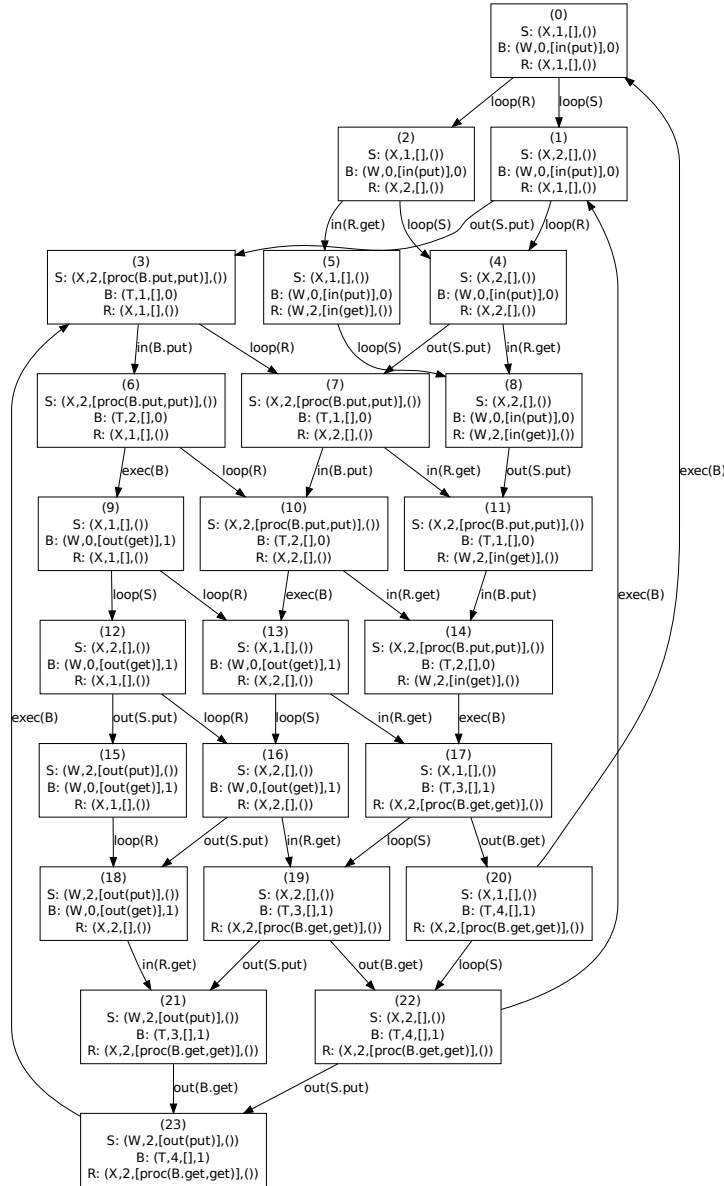 (0)
S: (X,1,[],())
B: (W,0,[in(put)],0)
R: (X,1,[],())
loop(R)
loop(S)
(2)
S: (X,1,[],())
B: (W,0,[in(put)],0)
R: (X,2,[],())
(1)
S: (X,2,[],())
B: (W,0,[in(put)],0)
R: (X,1,[],())
in(R.get)
loop(S)
out(S.put)
loop(R)
(3)
S: (X,2,[proc(B.put,put)],())
B: (T,1,[],0)
R: (X,1,[],())
(5)
S: (X,1,[],())
B: (W,0,[in(put)],0)
R: (W,2,[in(get)],())
(4)
S: (X,2,[],())
B: (W,0,[in(put)],0)
R: (X,2,[],())
in(B.put)
loop(R)
loop(S)
out(S.put)
in(R.get)
(6)
S: (X,2,[proc(B.put,put)],())
B: (T,2,[],0)
R: (X,1,[],())
(7)
S: (X,2,[proc(B.put,put)],())
B: (T,1,[],0)
R: (X,2,[],())
(8)
S: (X,2,[],())
B: (W,0,[in(put)],0)
R: (W,2,[in(get)],())
exec(B)
loop(R)
in(B.put)
in(R.get)
out(S.put)
exec(B)
(9)
S: (X,1,[],())
B: (W,0,[out(get)],1)
R: (X,1,[],())
(10)
S: (X,2,[proc(B.put,put)],())
B: (T,2,[],0)
R: (X,2,[],())
(11)
S: (X,2,[proc(B.put,put)],())
B: (T,1,[],0)
R: (W,2,[in(get)],())
loop(S)
loop(R)
exec(B)
in(R.get)
in(B.put)
exec(B)
(12)
S: (X,2,[],())
B: (W,0,[out(get)],1)
R: (X,1,[],())
(13)
S: (X,1,[],())
B: (W,0,[out(get)],1)
R: (X,2,[],())
(14)
S: (X,2,[proc(B.put,put)],())
B: (T,2,[],0)
R: (W,2,[in(get)],())
exec(B)
out(S.put)
loop(R)
loop(S)
in(R.get)
exec(B)
(15)
S: (W,2,[out(put)],())
B: (W,0,[out(get)],1)
R: (X,1,[],())
(16)
S: (X,2,[],())
B: (W,0,[out(get)],1)
R: (X,2,[],())
(17)
S: (X,1,[],())
B: (T,3,[],1)
R: (X,2,[proc(B.get,get)],())
loop(R)
out(S.put)
in(R.get)
loop(S)
out(B.get)
(18)
S: (W,2,[out(put)],())
B: (W,0,[out(get)],1)
R: (X,2,[],())
(19)
S: (X,2,[],())
B: (T,3,[],1)
R: (X,2,[proc(B.get,get)],())
(20)
S: (X,1,[],())
B: (T,4,[],1)
R: (X,2,[proc(B.get,get)],())
in(R.get)
out(S.put)
out(B.get)
loop(S)
(21)
S: (W,2,[out(put)],())
B: (T,3,[],1)
R: (X,2,[proc(B.get,get)],())
(22)
S: (X,2,[],())
B: (T,4,[],1)
R: (X,2,[proc(B.get,get)],())
out(B.get)
out(S.put)
(23)
S: (W,2,[out(put)],())
B: (T,4,[],1)
R: (X,2,[proc(B.get,get)],())